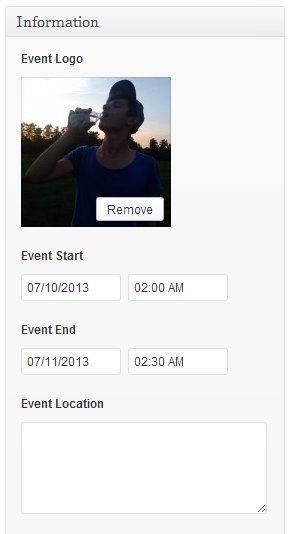 Information
Event Logo
Remove
Event Start
07/10/2013 02:00 AM
Event End
07/11/2013 02:30 AM
Event Location